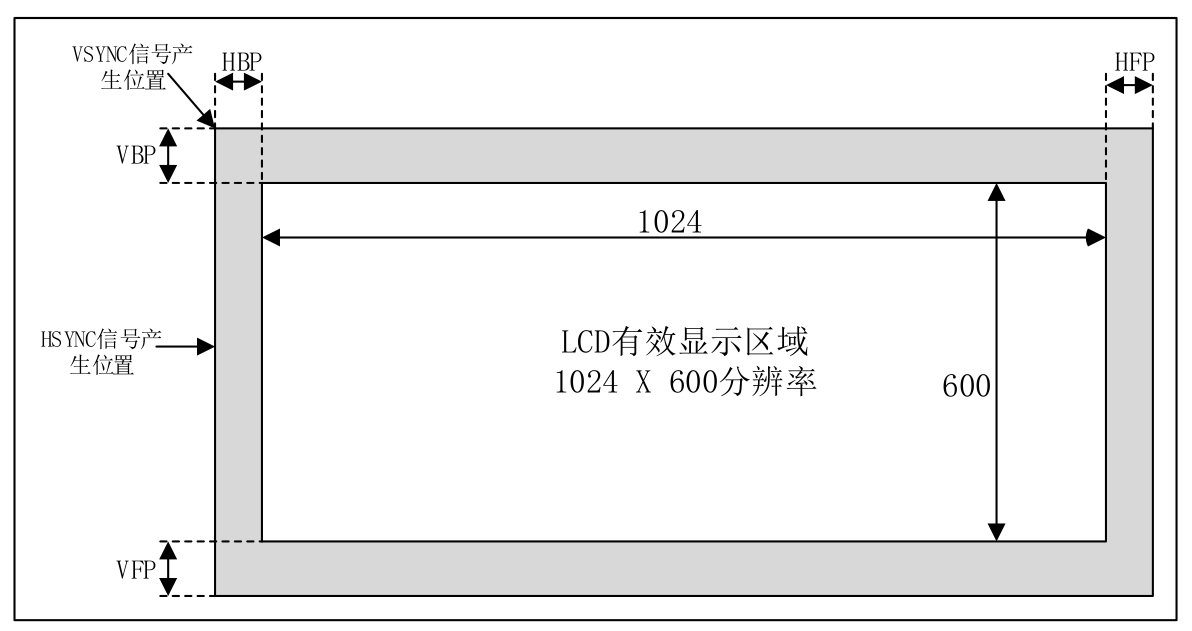 VSYNC信号产
生位置
HBP
HFP
VBP
1024
HSYNC信号产
生位置
LCD有效显示区域
1024 X 600分辨率
600
VFP